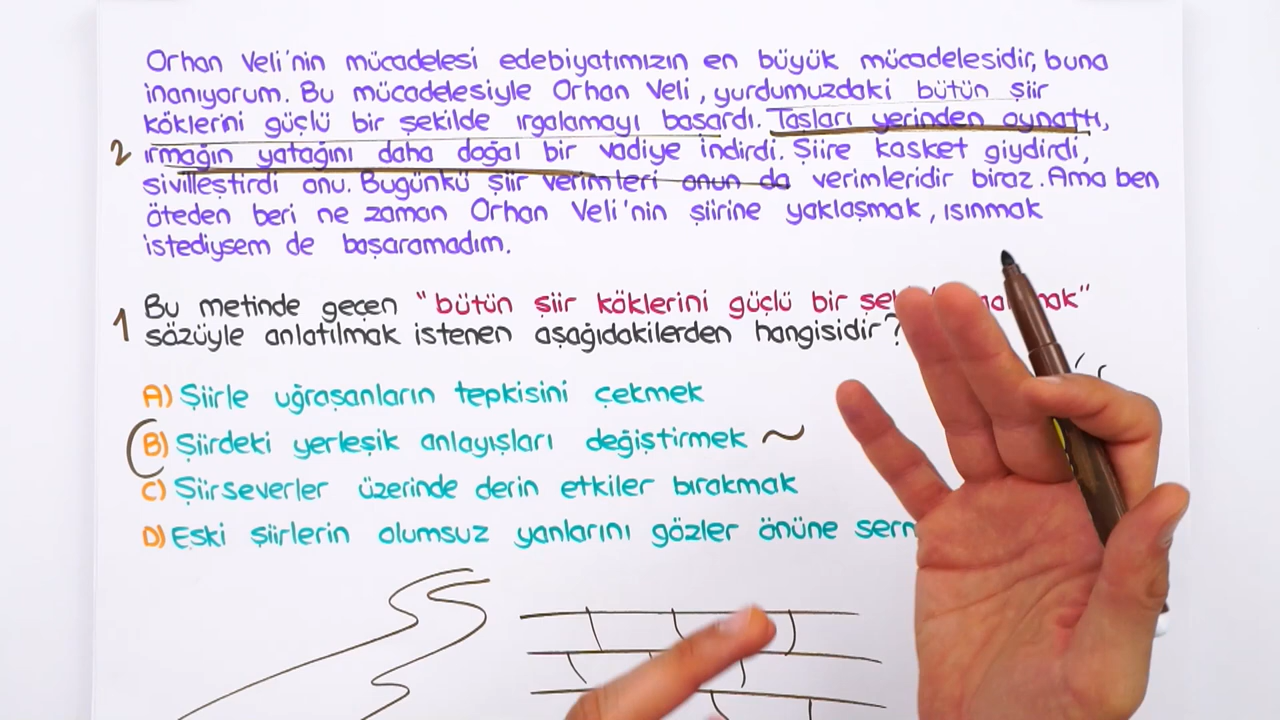 Orhan Veli'nin mücadelesi edebiyatımızın en büyük mücadelesidir, buna
inanıyorum. Bu mücadelesiyle Orhan Veli, yurdumuzdaki bütün şiir
köklerini güçlü bir şekilde ırgalamayı başardı. Taşları yerinden oynattı,
2 ırmağın yatağını daha doğal bir vadiye indirdi. Şiire kasket giydirdi,
sivilleştirdi onu. Bugünkü şiir verimleri onun da verimleridir biraz. Ama ben
öteden beri ne zaman Orhan Veli'nin şiirine yaklaşmak, ısınmak
istediysem de başaramadım.
1 Bu metinde geçen "bütün şiir köklerini güçlü bir
sözüyle anlatılmak istenen aşağıdakilerden hangisidir?
A) Şiirle uğraşanların tepkisini çekmek
B) Şiirdeki yerleşik anlayışları değiştirmek
C) Şiirseverler üzerinde derin etkiler bırakmak
D) Eski şiirlerin olumsuz yanlarını gözler önüne